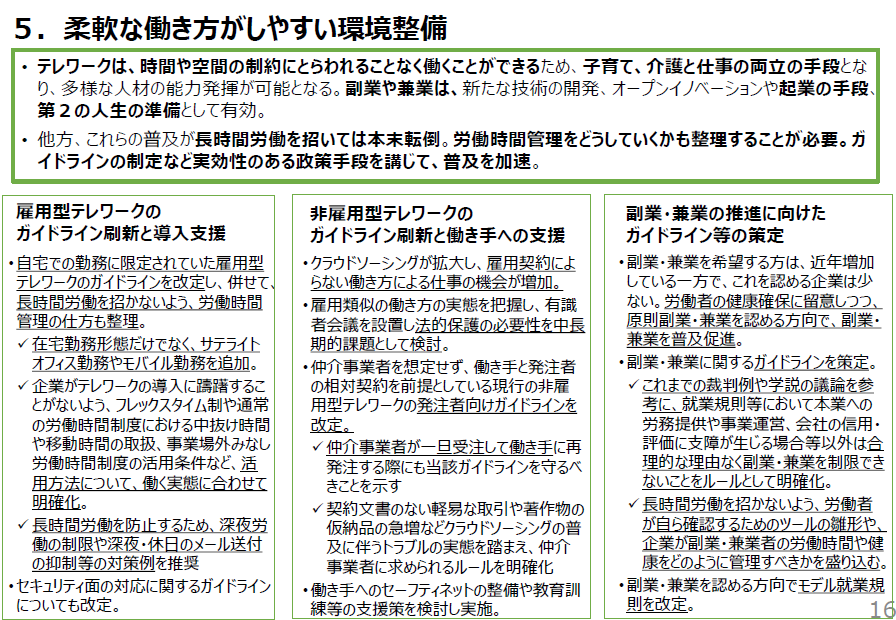 ５．柔軟な働き方がしやすい環境整備
・テレワークは、時間や空間の制約にとらわれることなく働くことができるため、子育て、介護と仕事の両立の手段とな
り、多様な人材の能力発揮が可能となる。副業や兼業は、新たな技術の開発、オープンイノベーションや起業の手段、
第２の人生の準備として有効。
・他方、これらの普及が長時間労働を招いては本末転倒。労働時間管理をどうしていくかも整理することが必要。ガ
イドラインの制定など実効性のある政策手段を講じて、普及を加速。
雇用型テレワークの
ガイドライン刷新と導入支援
・自宅での勤務に限定されていた雇用型
テレワークのガイドラインを改定し、併せて、
長時間労働を招かないよう、労働時間
管理の仕方も整理。
✓在宅勤務形態だけでなく、サテライト
オフィス勤務やモバイル勤務を追加。
✓企業がテレワークの導入に躊躇するこ
とがないよう、フレックスタイム制や通常
の労働時間制度における中抜け時間
や移動時間の取扱、事業場外みなし
労働時間制度の活用条件など、活
用方法について、働く実態に合わせて
明確化。
✓長時間労働を防止するため、深夜労
働の制限や深夜・休日のメール送付
の抑制等の対策例を推奨
・セキュリティ面の対応に関するガイドライン
についても改定。
非雇用型テレワークの
ガイドライン刷新と働き手への支援
・クラウドソーシングが拡大し、雇用契約によ
らない働き方による仕事の機会が増加。
・雇用類似の働き方の実態を把握し、有識
者会議を設置し法的保護の必要性を中長
期的課題として検討。
・仲介事業者を想定せず、働き手と発注者
の相対契約を前提としている現行の非雇
用型テレワークの発注者向けガイドラインを
改定。
✓仲介事業者が一旦受注して働き手に再
発注する際にも当該ガイドラインを守るべ
きことを示す
✓契約文書のない軽易な取引や著作物の
仮納品の急増などクラウドソーシングの普
及に伴うトラブルの実態を踏まえ、仲介
事業者に求められるルールを明確化
・働き手へのセーフティネットの整備や教育訓
練等の支援策を検討し実施。
副業・兼業の推進に向けた
ガイドライン等の策定
・副業・兼業を希望する方は、近年増加
している一方で、これを認める企業は少
ない。労働者の健康確保に留意しつつ、
原則副業・兼業を認める方向で、副業・
兼業を普及促進。
・副業・兼業に関するガイドラインを策定。
✓これまでの裁判例や学説の議論を参
考に、就業規則等において本業への
労務提供や事業運営、会社の信用・
評価に支障が生じる場合等以外は合
理的な理由なく副業・兼業を制限でき
ないことをルールとして明確化。
✓長時間労働を招かないよう、労働者
が自ら確認するためのツールの雛形や、
企業が副業・兼業者の労働時間や健
康をどのように管理すべきかを盛り込む。
・副業・兼業を認める方向でモデル就業規
則を改定。
16